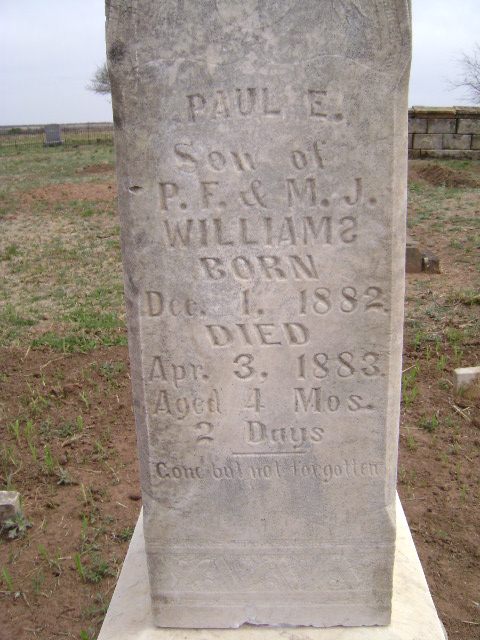 PAUL E.
Son of
P. F. & M. J.
WILLIAMS
BORN
Dec. 1, 1882.
DIED
Apr. 3, 1883.
Aged 4 Mos.
2 Days
Gone but not forgotten